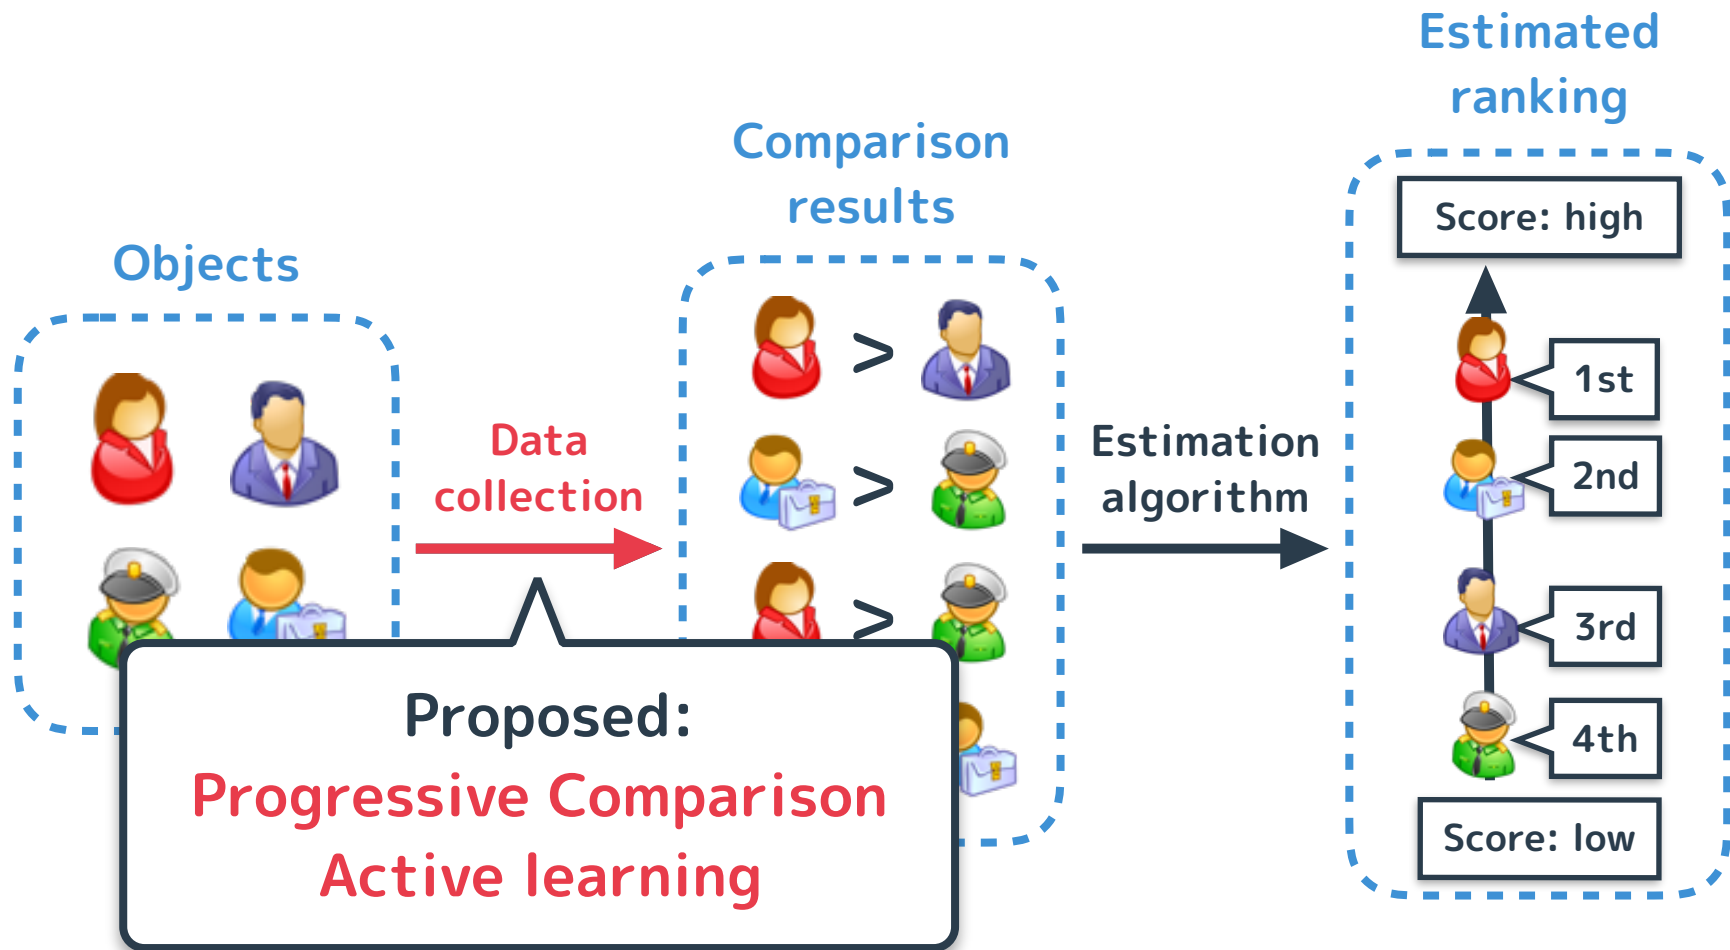 Objects
Data
collection
Comparison
results
>
>
>
Estimation
algorithm
Estimated
ranking
Score: high
1st
2nd
3rd
4th
Score: low
Proposed:
Progressive Comparison
Active learning